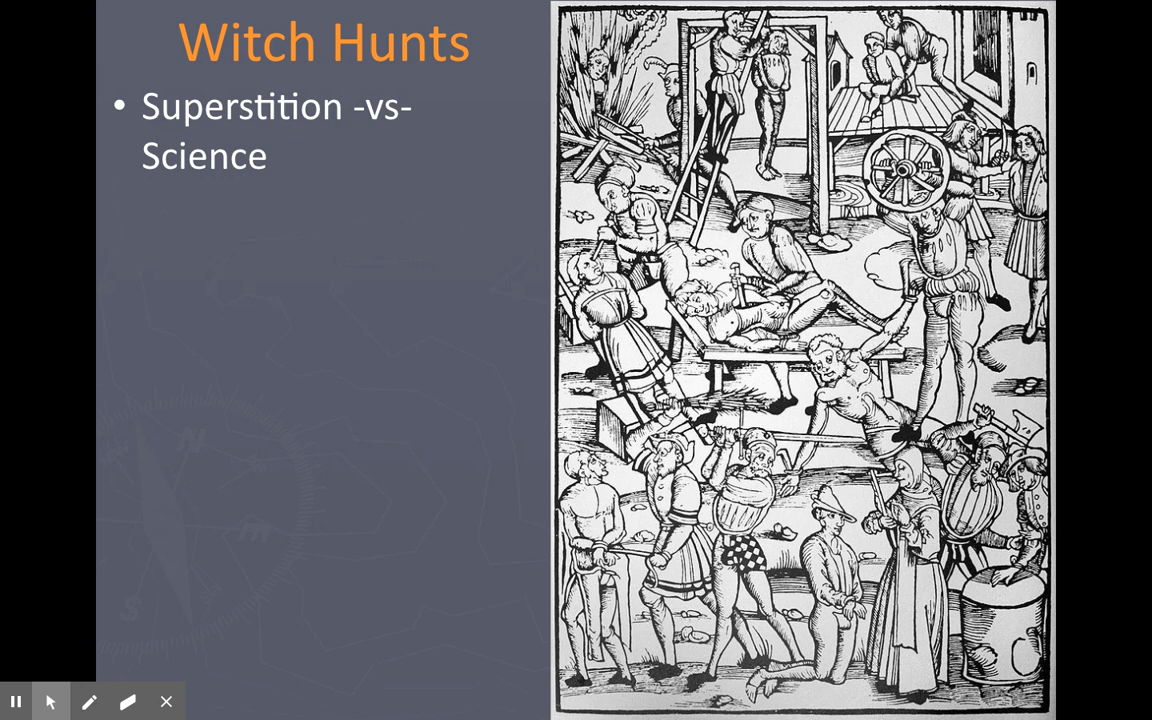 Witch Hunts
• Superstition -vs-
Science